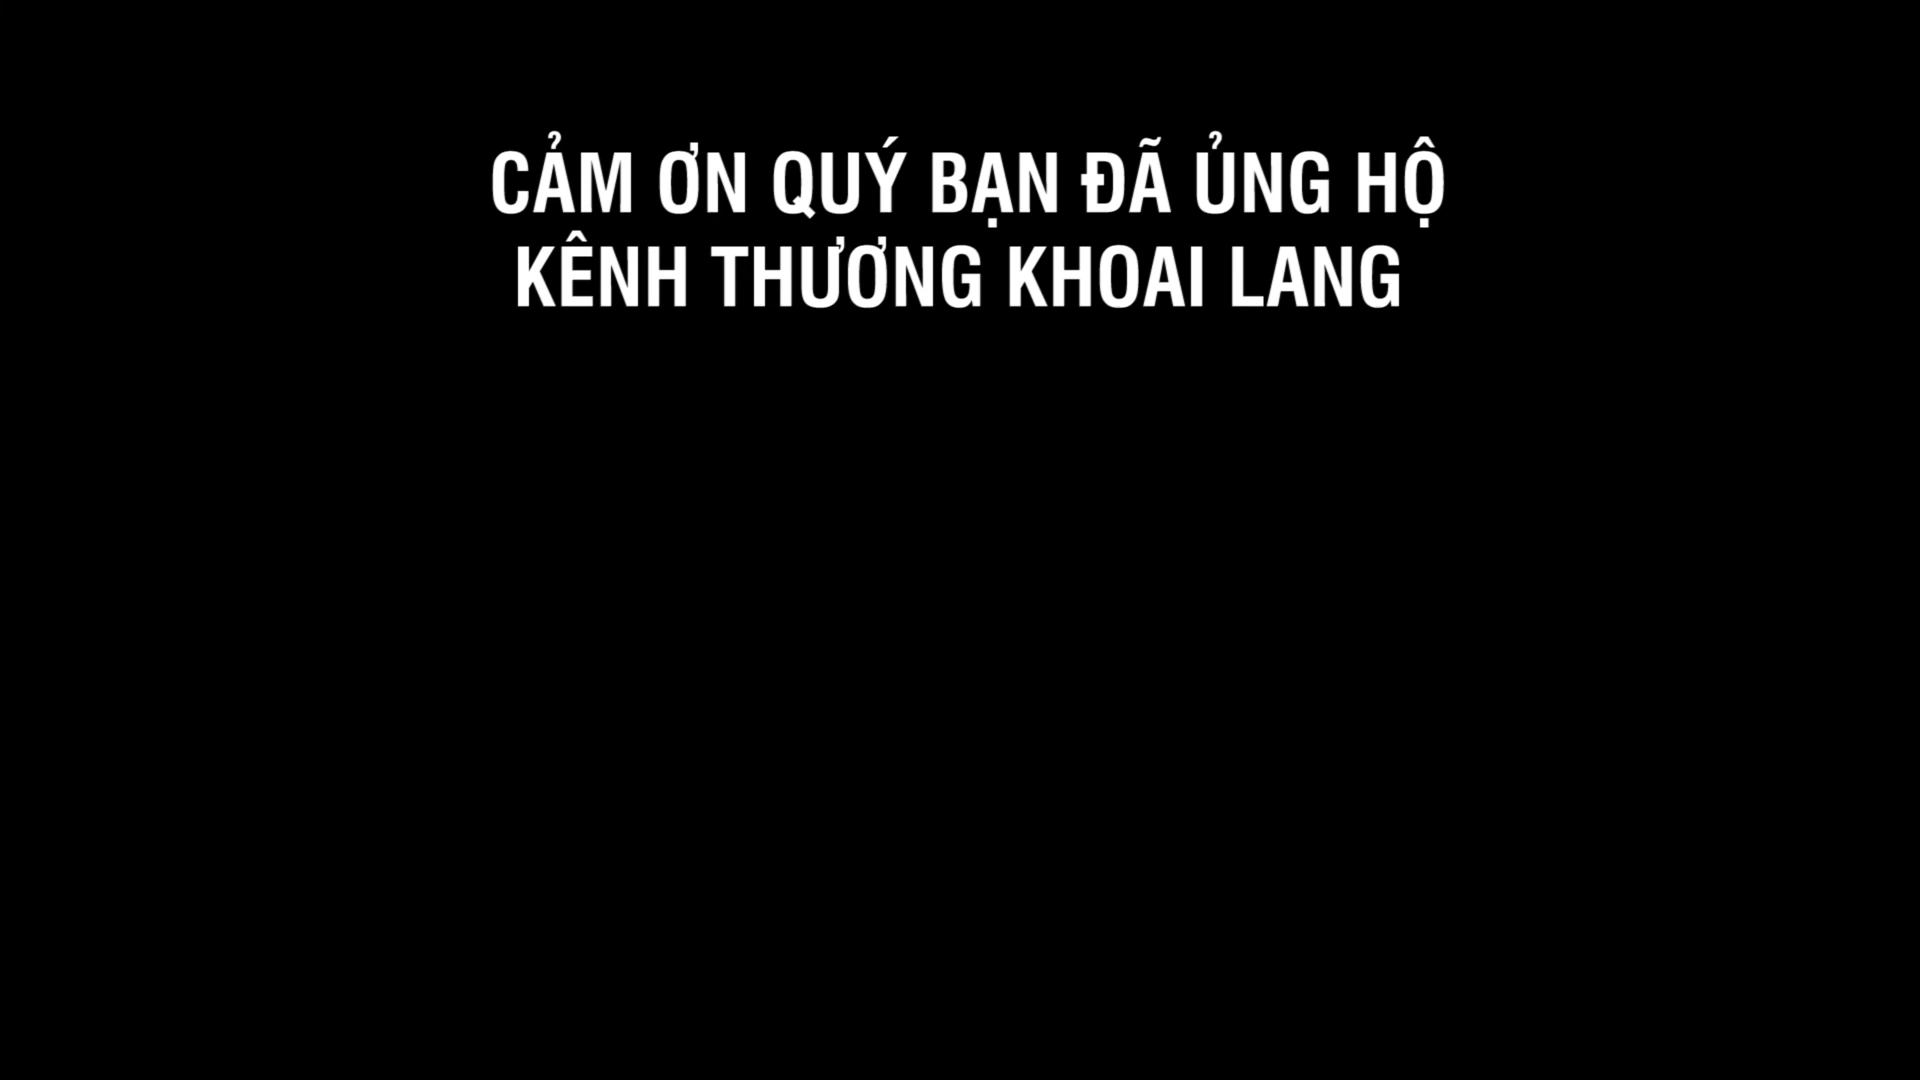 CẢM ƠN QUÝ BẠN ĐÃ ỦNG HỘ
KÊNH THƯƠNG KHOAI LANG